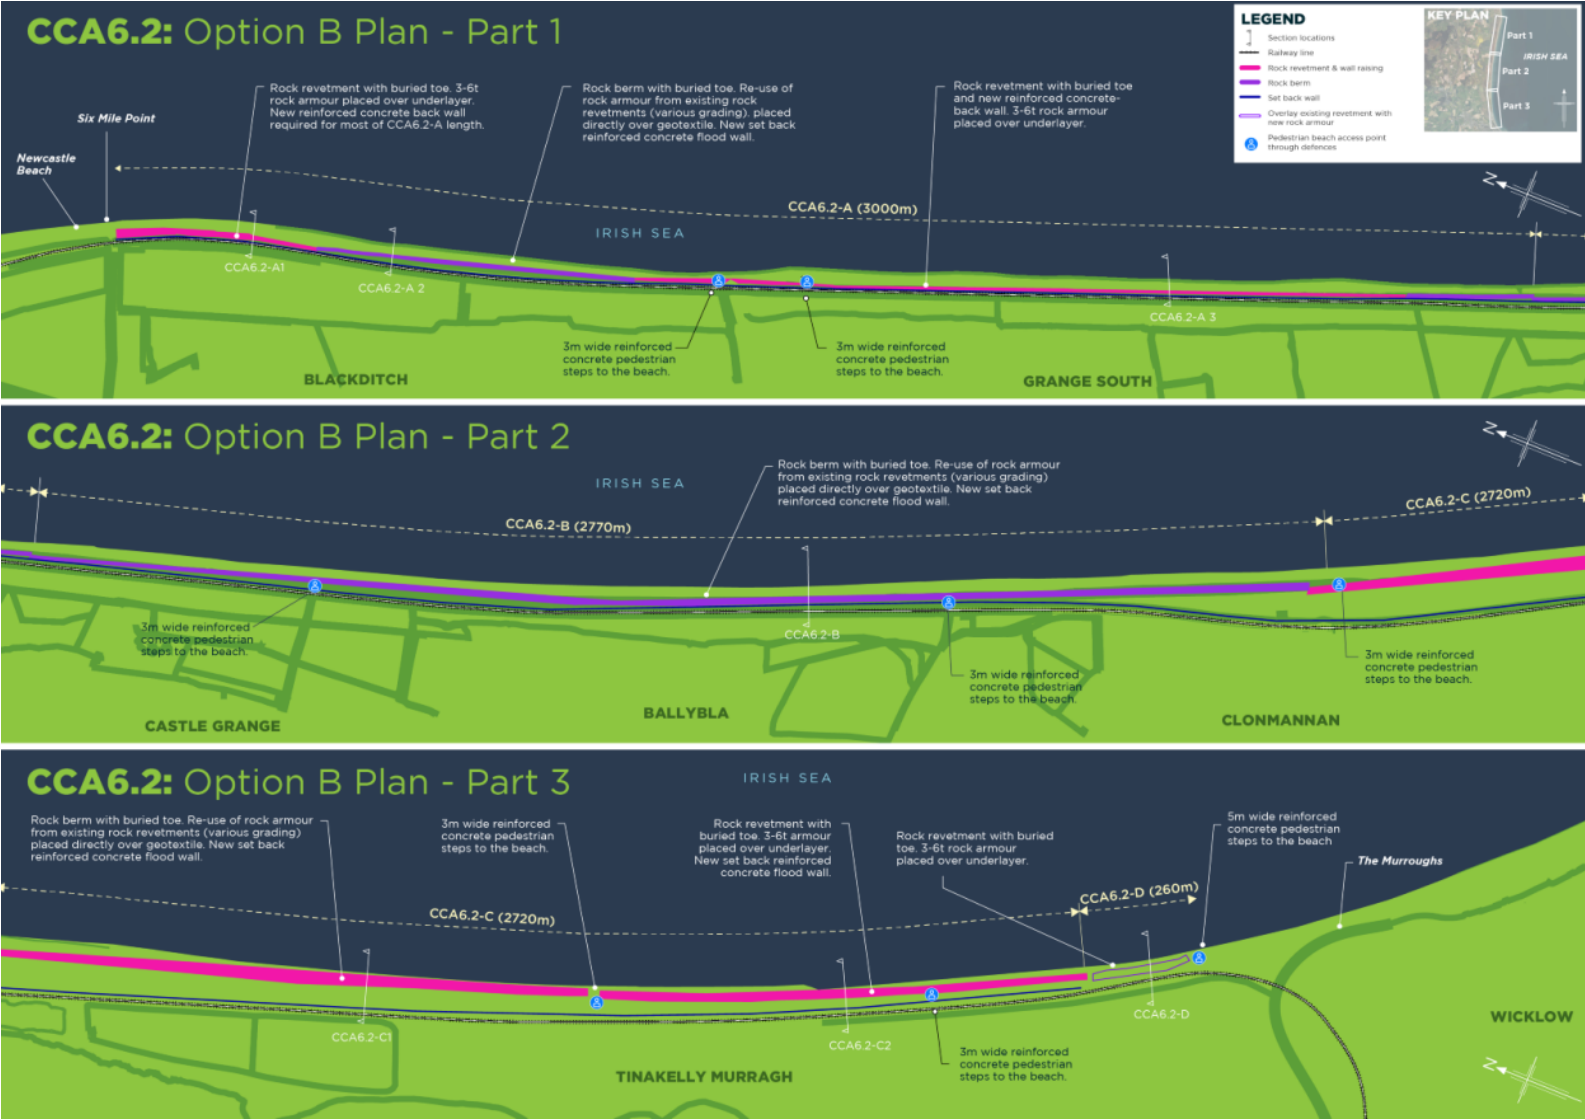 CCA6.2: Option B Plan - Part 1
LEGEND
Section locations
Railway line
Rock revetment & wall raising
Rock berm
Set back wall
Overlay existing revetment with
new rock armour
Pedestrian beach access point
through defences
KEY PLAN
Part 1
IRISH SEA
Part 2
Part 3
Rock revetment with buried toe. 3-6t
rock armour placed over underlayer.
New reinforced concrete back wall
required for most of CCA6.2-A length.
Rock berm with buried toe. Re-use of
rock armour from existing rock
revetments (various grading). placed
directly over geotextile. New set back
reinforced concrete flood wall.
Rock revetment with buried toe
and new reinforced concrete-
back wall. 3-6t rock armour
placed over underlayer.
Six Mile Point
Newcastle
Beach
N
CCA6.2-A (3000m)
IRISH SEA
CCA6.2-A1
CCA6.2-A 2
CCA6.2-A 3
3m wide reinforced
concrete pedestrian
steps to the beach.
3m wide reinforced
concrete pedestrian
steps to the beach.
BLACKDITCH
GRANGE SOUTH
CCA6.2: Option B Plan - Part 2
N
IRISH SEA
Rock berm with buried toe. Re-use of rock armour
from existing rock revetments (various grading)
placed directly over geotextile. New set back
reinforced concrete flood wall.
CCA6.2-B (2770m)
CCA6.2-C (2720m)
3m wide reinforced
concrete pedestrian
steps to the beach.
CCA6.2-B
3m wide reinforced
concrete pedestrian
steps to the beach.
3m wide reinforced
concrete pedestrian
steps to the beach.
CASTLE GRANGE
BALLYBLA
CLONMANNAN
CCA6.2: Option B Plan - Part 3
IRISH SEA
Rock berm with buried toe. Re-use of rock armour
from existing rock revetments (various grading)
placed directly over geotextile. New set back
reinforced concrete flood wall.
3m wide reinforced
concrete pedestrian
steps to the beach.
Rock revetment with
buried toe. 3-6t armour
placed over underlayer.
New set back reinforced
concrete flood wall.
Rock revetment with buried
toe. 3-6t rock armour
placed over underlayer.
5m wide reinforced
concrete pedestrian
steps to the beach
The Murroughs
CCA6.2-C (2720m)
CCA6.2-D (260m)
CCA6.2-C1
CCA6.2-C2
CCA6.2-D
WICKLOW
3m wide reinforced
concrete pedestrian
steps to the beach.
TINAKELLY MURRAGH
N